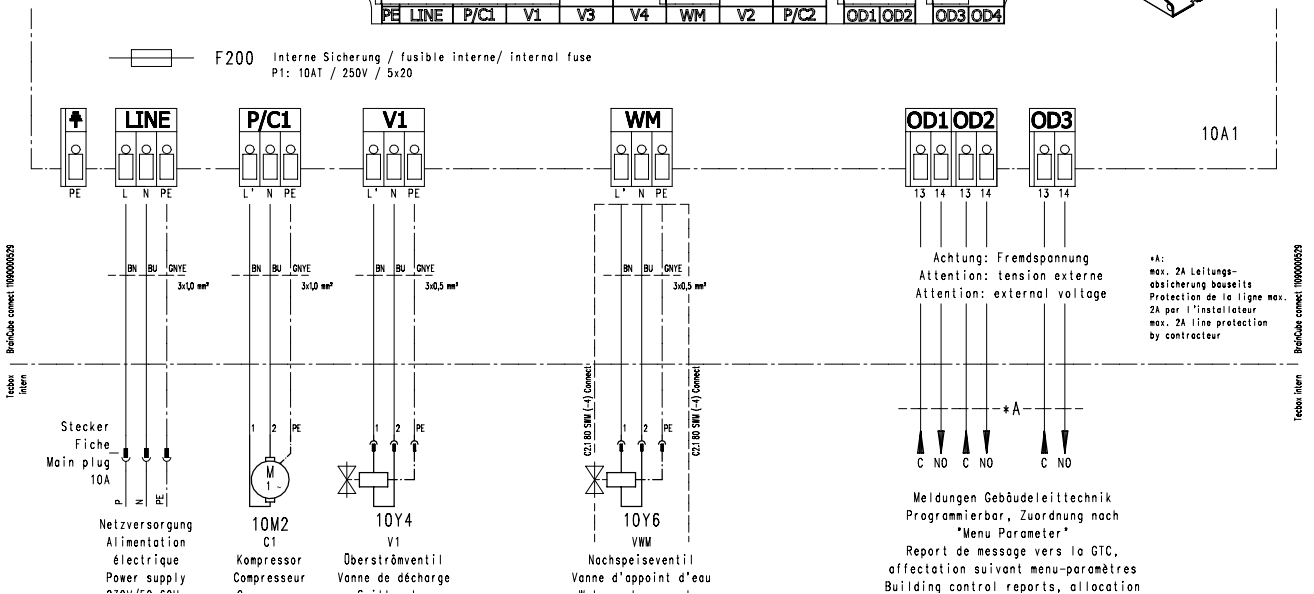 PE LINE P/C1 V1 V3 V4 WM V2 P/C2 OD1 OD2 OD3 OD4
F200 Interne Sicherung / fusible interne/ internal fuse
P1: 10AT / 250V / 5x20
LINE P/C1 V1 WM OD1 OD2 OD3
10A1
PE L N PE L' N PE L' N PE L' N PE 13 14 13 14 13 14
BrainCube connect 11090000529
BN BU GNYE
3x1,0 mm²
BN BU GNYE
3x1,0 mm²
BN BU GNYE
3x0,5 mm²
BN BU GNYE
3x0,5 mm²
Achtung: Fremdspannung
Attention: tension externe
Attention: external voltage
*A:
max. 2A Leitungs-
absicherung bauseits
Protection de la ligne max.
2A par l'installateur
max. 2A line protection
by contracteur
BrainCube connect 11090000529
Tecbox
intern
Tecbox intern
C2.1 80 SWM (-4) Connect
C2.1 80 SWM (-4) Connect
*A
Stecker
Fiche
Main plug
10A
1 2 PE
1 2 PE
1 2 PE
M
1 ~
C NO C NO C NO
P N PE
Netzversorgung
Alimentation
électrique
Power supply
10M2
C1
Kompressor
Compresseur
10Y4
V1
Überströmventil
Vanne de décharge
10Y6
VWM
Nachspeiseventil
Vanne d'appoint d'eau
Meldungen Gebäudeleittechnik
Programmierbar, Zuordnung nach
"Menu Parameter"
Report de message vers la GTC,
affectation suivant menu-paramètres
Building control reports, allocation